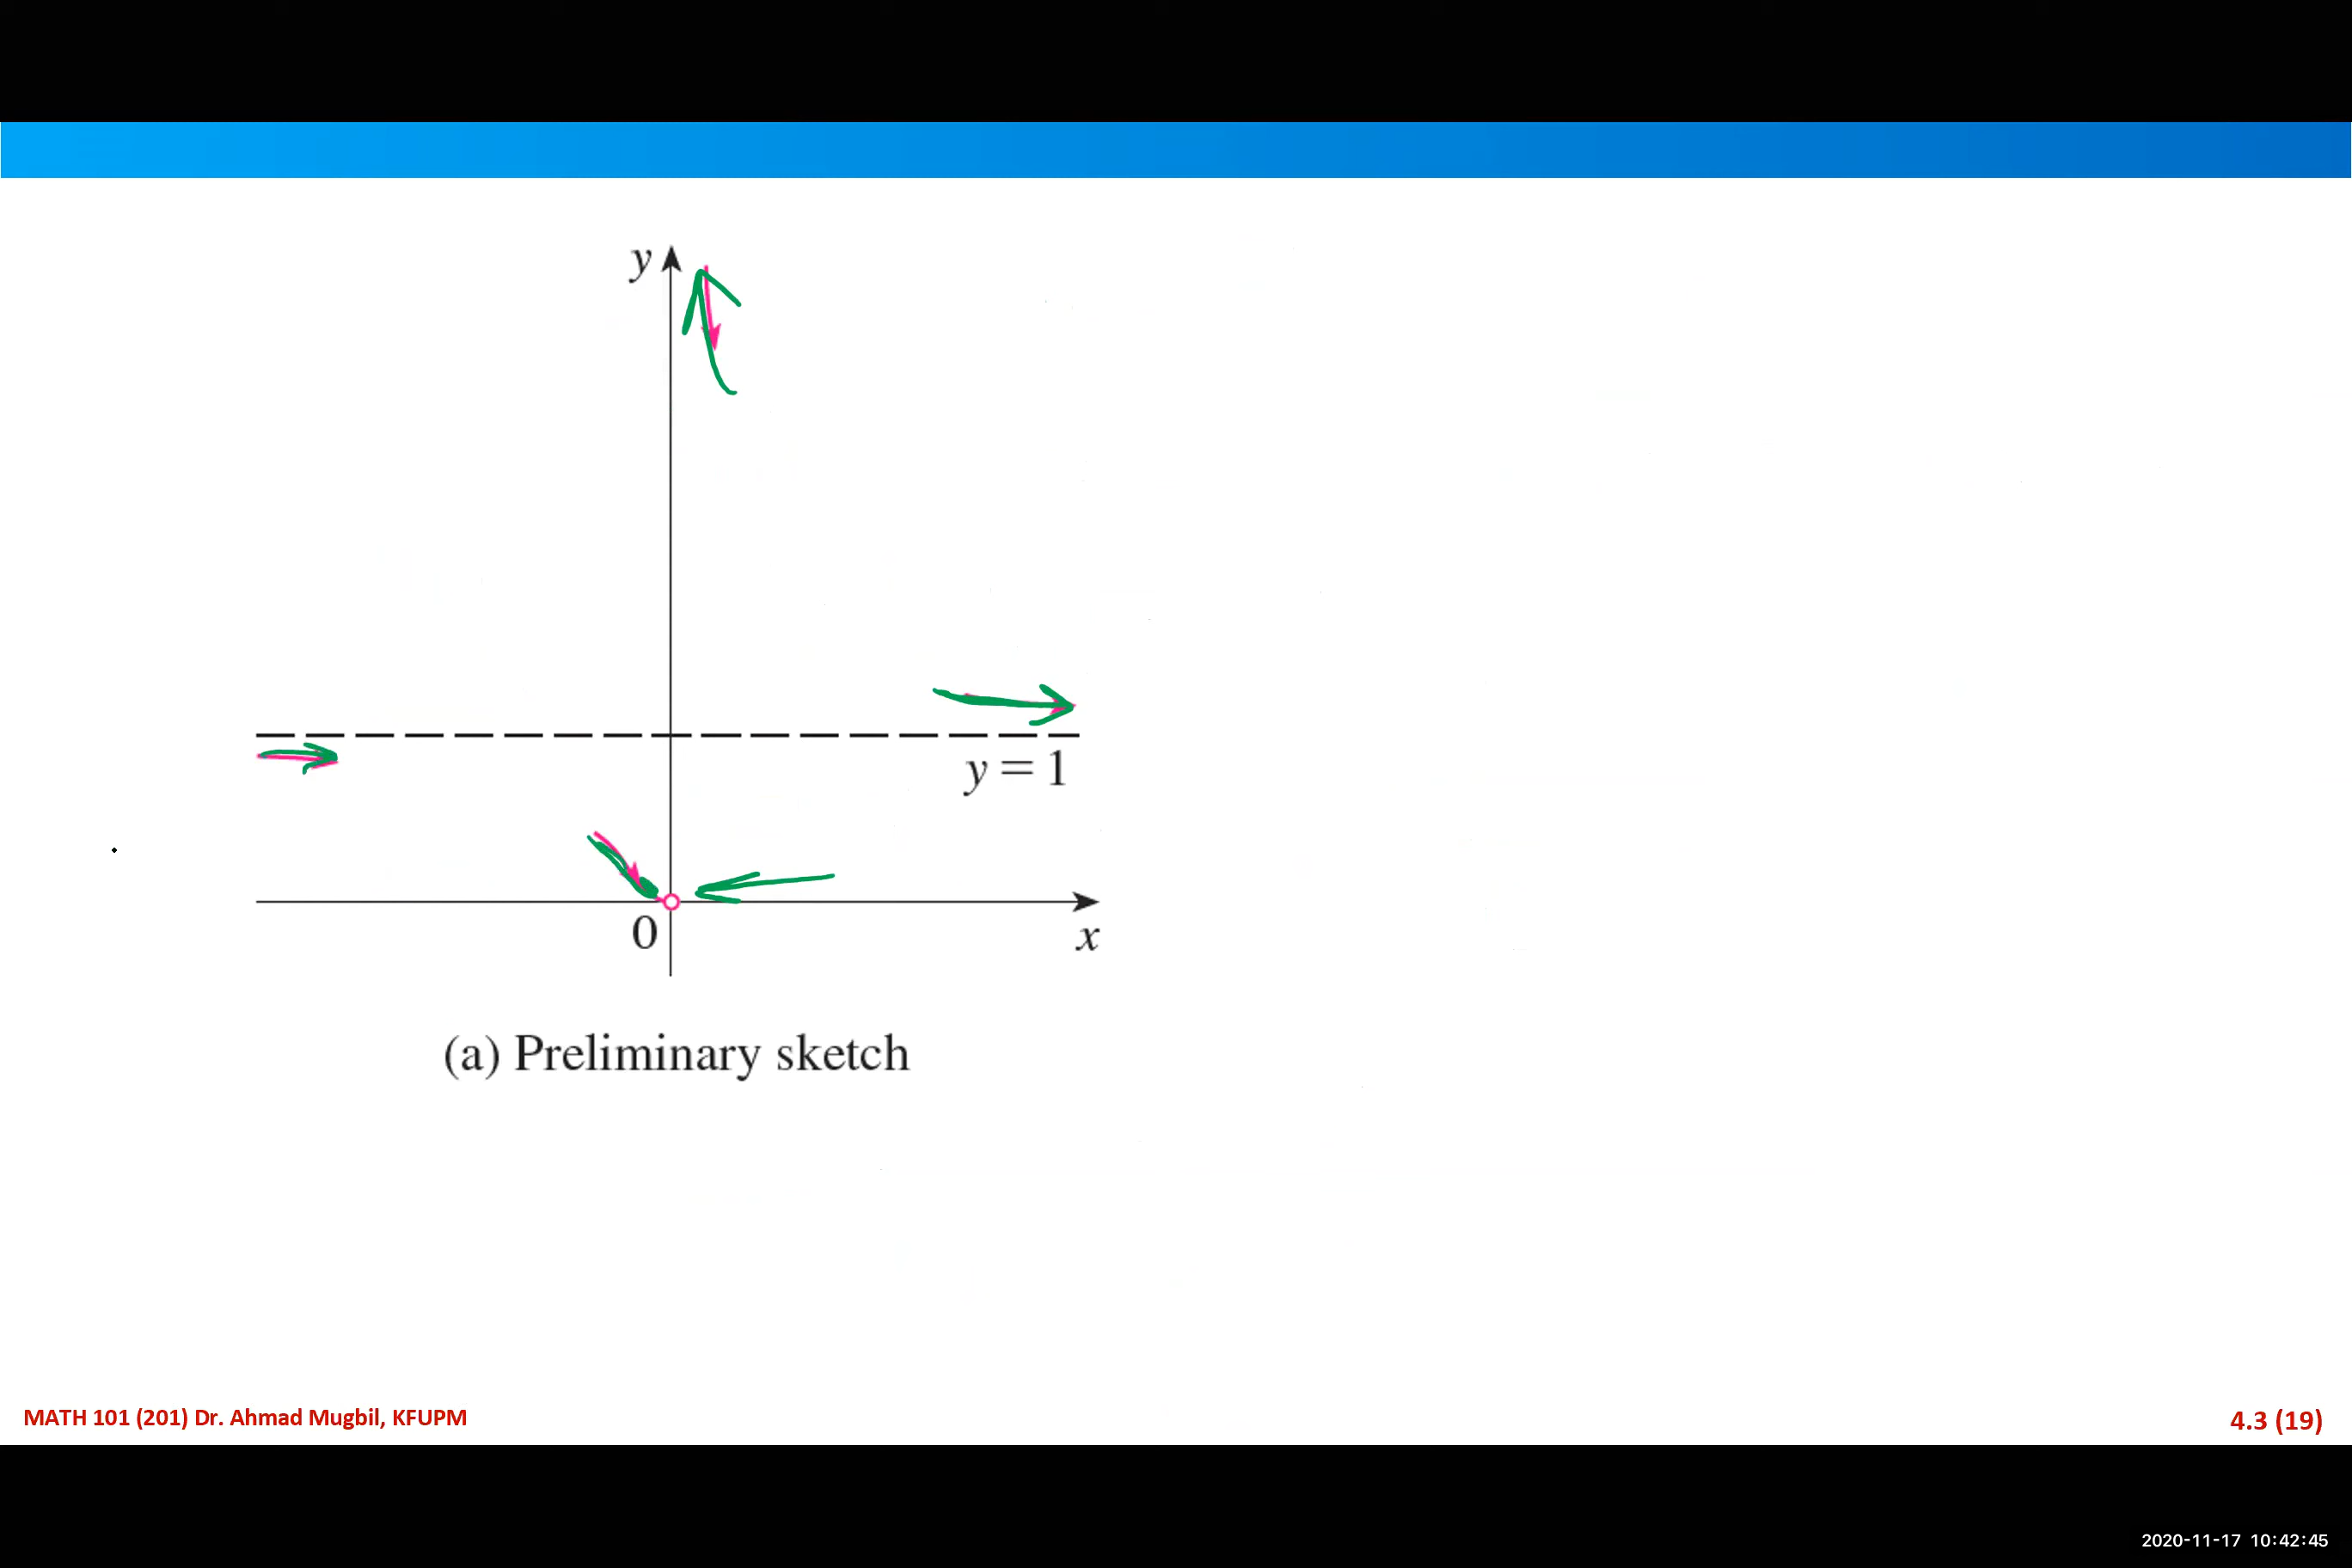 y
y = 1
0
x
(a) Preliminary sketch
MATH 101 (201) Dr. Ahmad Mugbil, KFUPM
4.3 (19)
2020-11-17 10:42:45